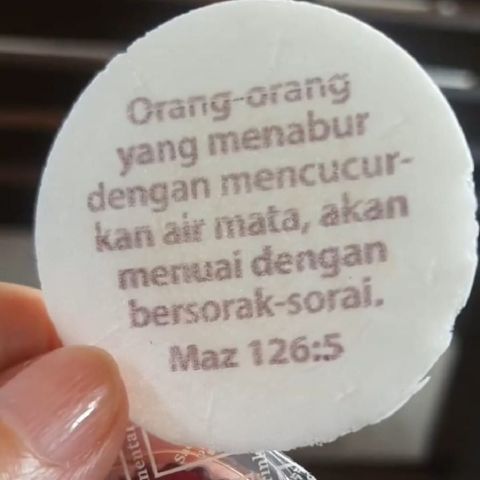 Orang-orang
yang menabur
dengan mencucur-
kan air mata, akan
menuai dengan
bersorak-sorai.
Maz 126:5